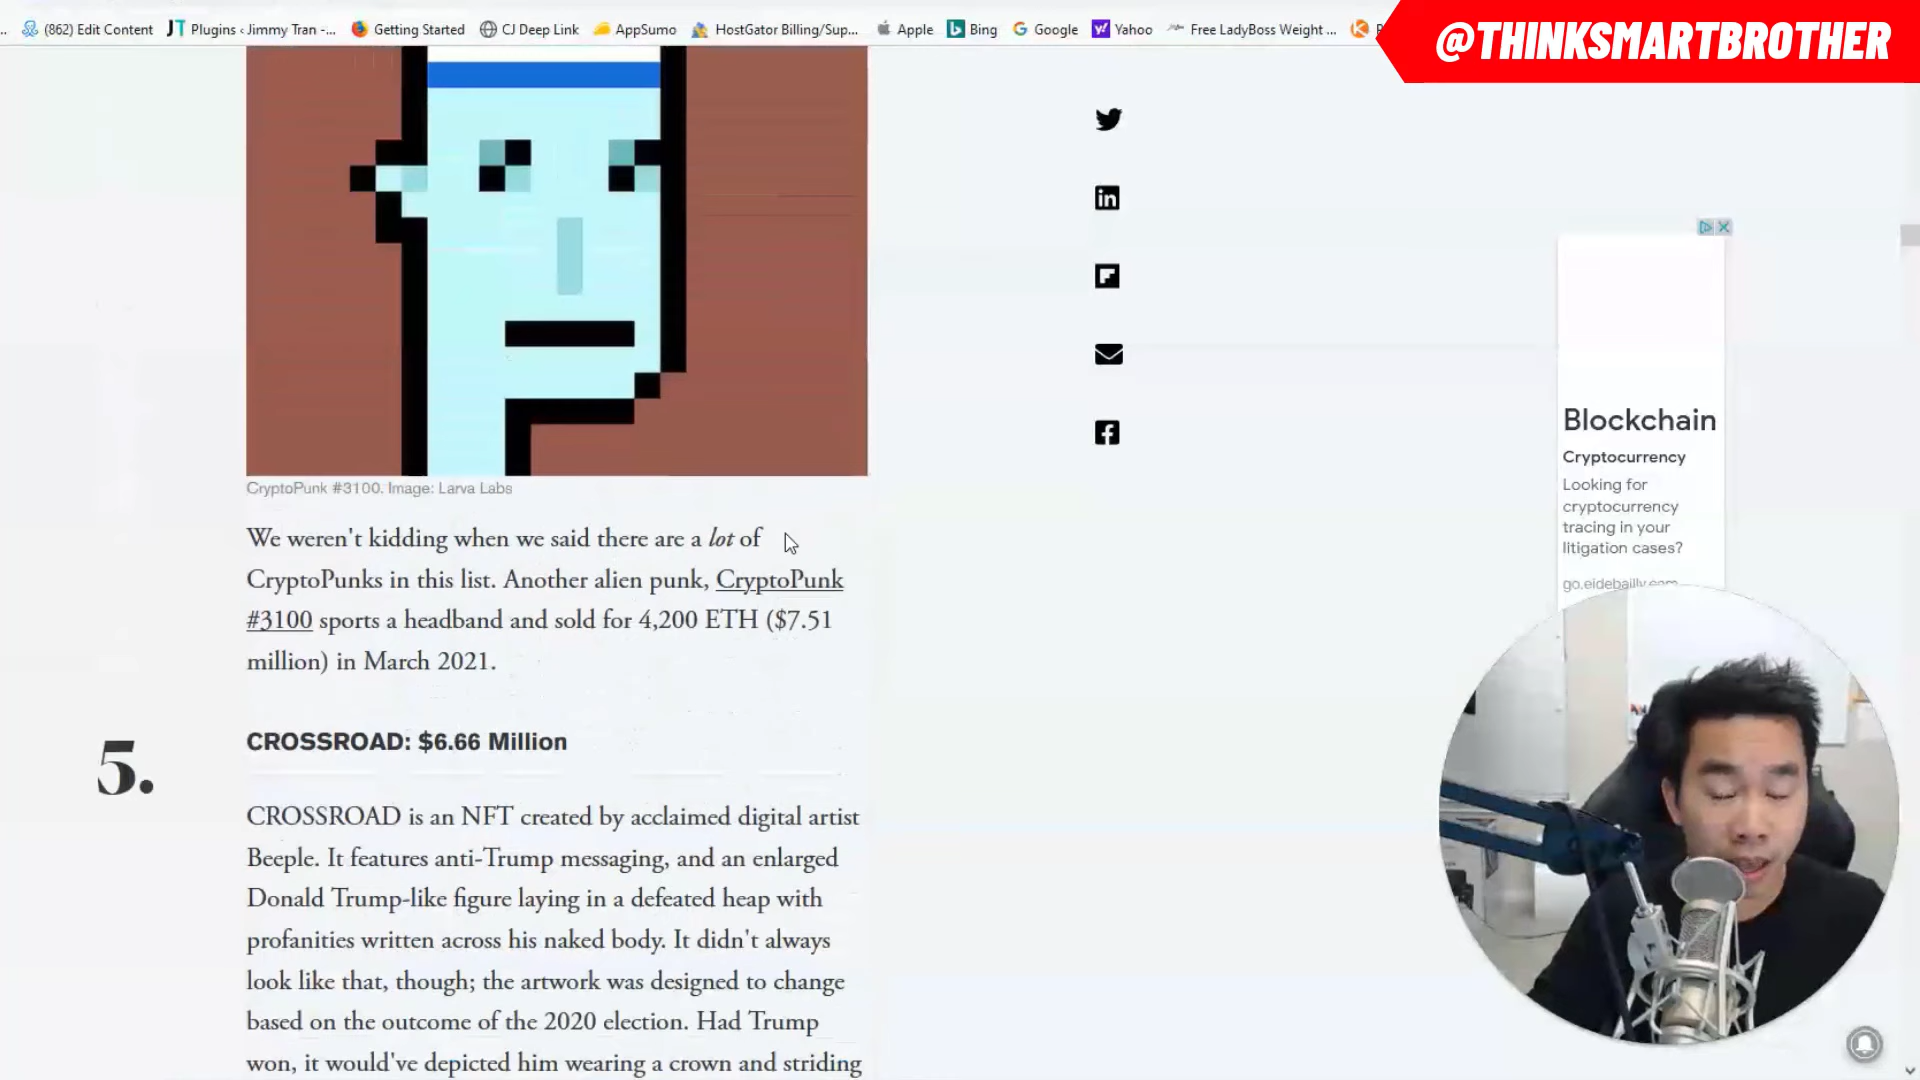 (862) Edit Content
JT Plugins ‹ Jimmy Tran -...
Getting Started
CJ Deep Link
AppSumo
HostGator Billing/Sup...
Apple
Bing
Google
Yahoo
Free LadyBoss Weight ...
@THINKSMARTBROTHER
CryptoPunk #3100. Image: Larva Labs
We weren't kidding when we said there are a lot of
CryptoPunks in this list. Another alien punk, CryptoPunk
#3100 sports a headband and sold for 4,200 ETH ($7.51
million) in March 2021.
5.
CROSSROAD: $6.66 Million
CROSSROAD is an NFT created by acclaimed digital artist
Beeple. It features anti-Trump messaging, and an enlarged
Donald Trump-like figure laying in a defeated heap with
profanities written across his naked body. It didn't always
look like that, though; the artwork was designed to change
based on the outcome of the 2020 election. Had Trump
won, it would've depicted him wearing a crown and striding
Blockchain
Cryptocurrency
Looking for
cryptocurrency
tracing in your
litigation cases?
go.eidebailly.com